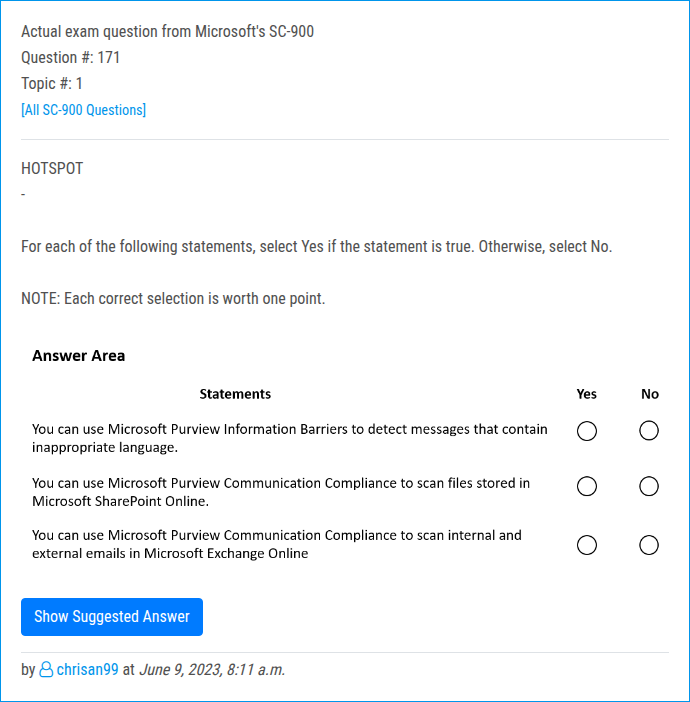 Actual exam question from Microsoft's SC-900
Question #: 171
Topic #: 1
[All SC-900 Questions]
HOTSPOT
-
For each of the following statements, select Yes if the statement is true. Otherwise, select No.
NOTE: Each correct selection is worth one point.
Answer Area
Statements Yes No
You can use Microsoft Purview Information Barriers to detect messages that contain
inappropriate language.
You can use Microsoft Purview Communication Compliance to scan files stored in
Microsoft SharePoint Online.
You can use Microsoft Purview Communication Compliance to scan internal and
external emails in Microsoft Exchange Online
Show Suggested Answer
by chrisan99 at June 9, 2023, 8:11 a.m.